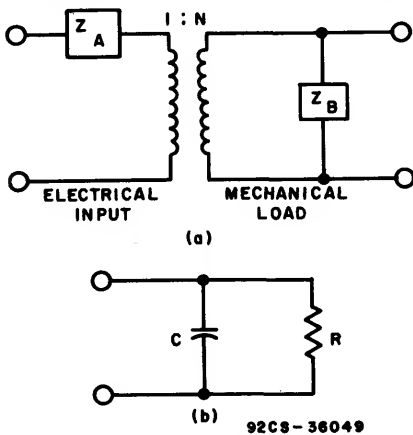 Z A
1 : N
Z B
ELECTRICAL INPUT
MECHANICAL LOAD
(a)
C
R
(b)
92CS-36049